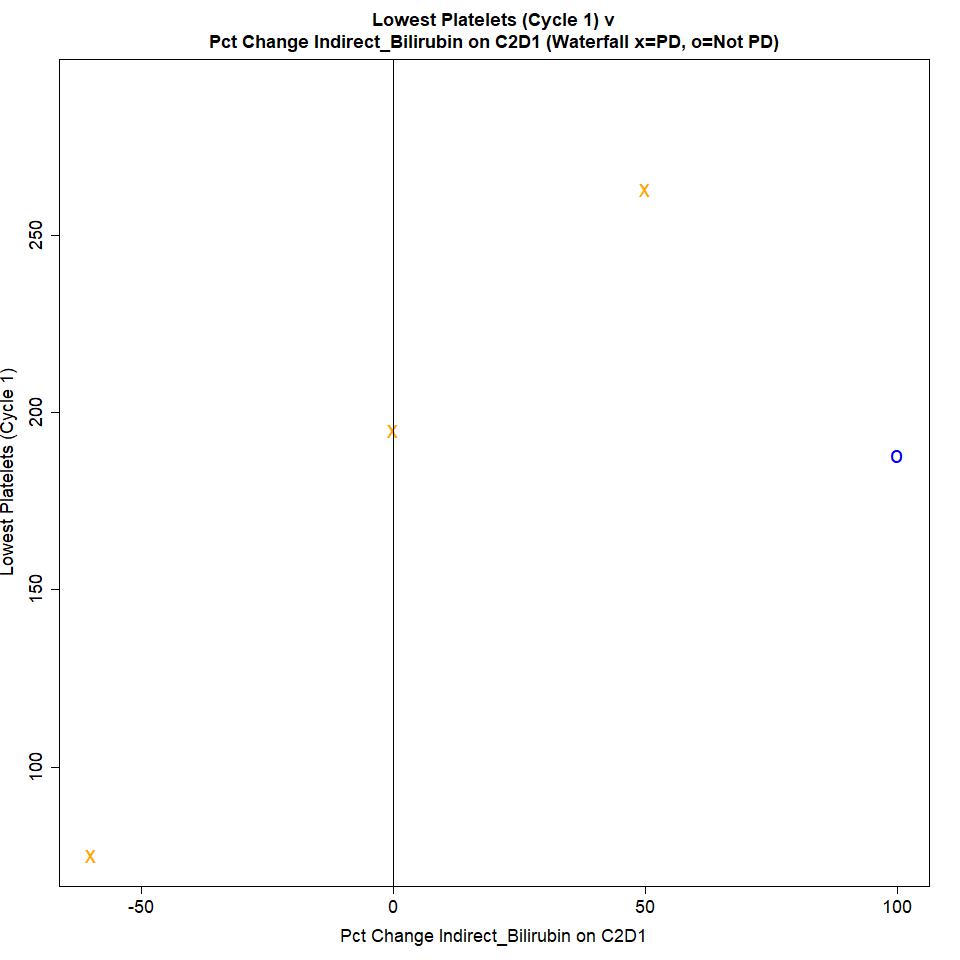 Lowest Platelets (Cycle 1) v
Pct Change Indirect_Bilirubin on C2D1 (Waterfall x=PD, o=Not PD)
Lowest Platelets (Cycle 1)
250
200
150
100
X
X
O
X
-50
0
50
100
Pct Change Indirect_Bilirubin on C2D1